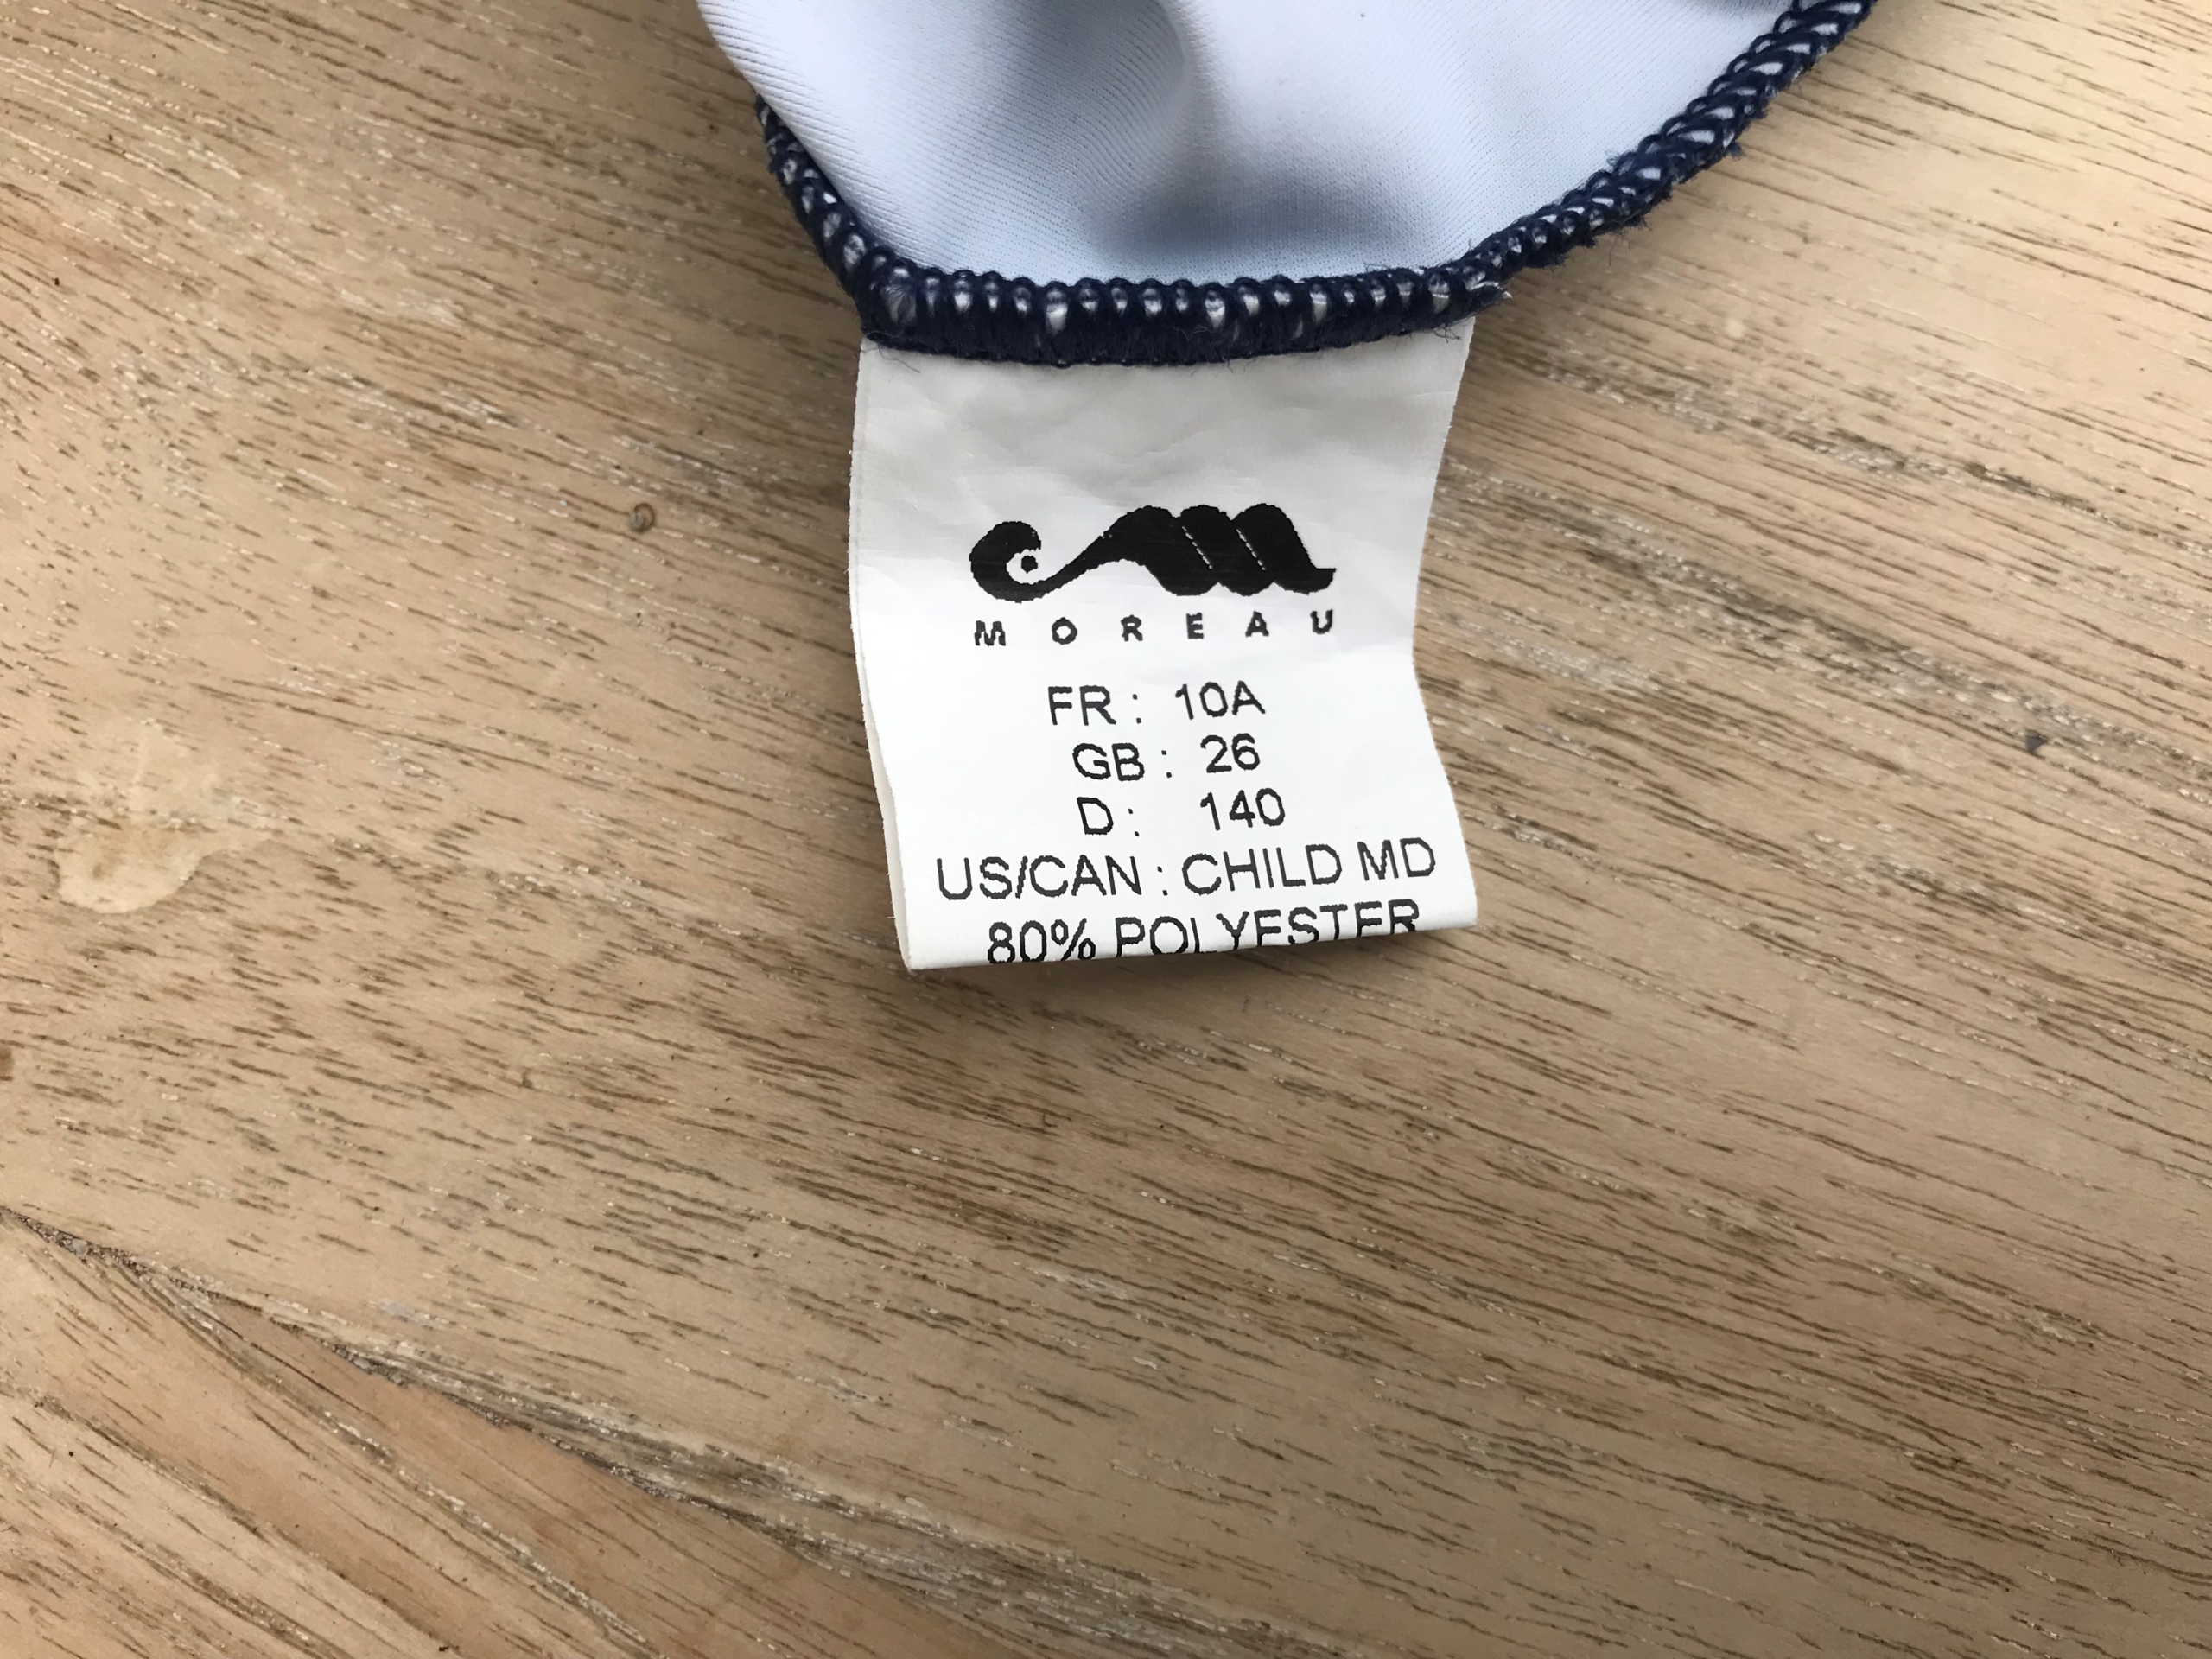 MOREAU
FR : 10A
GB : 26
D : 140
US/CAN : CHILD MD
80% POLYESTER